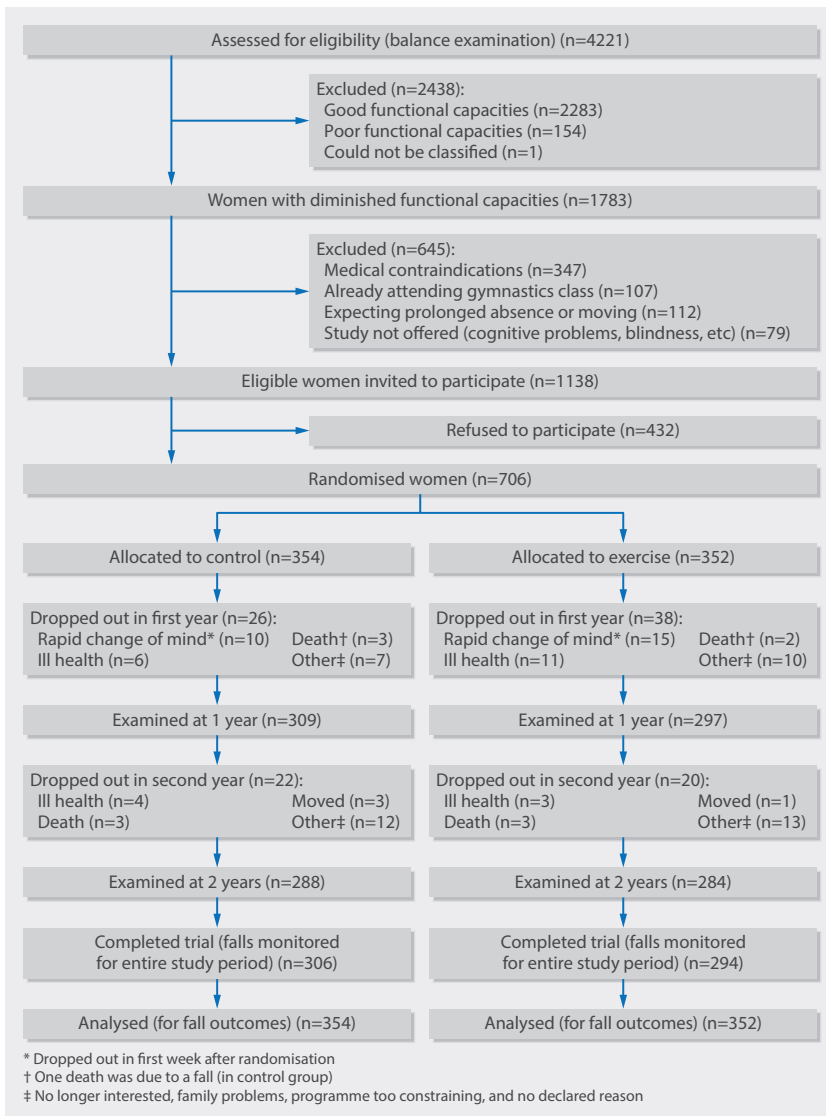 Assessed for eligibility (balance examination) (n=4221)
Excluded (n=2438):
Good functional capacities (n=2283)
Poor functional capacities (n=154)
Could not be classified (n=1)
Women with diminished functional capacities (n=1783)
Excluded (n=645):
Medical contraindications (n=347)
Already attending gymnastics class (n=107)
Expecting prolonged absence or moving (n=112)
Study not offered (cognitive problems, blindness, etc) (n=79)
Eligible women invited to participate (n=1138)
Refused to participate (n=432)
Randomised women (n=706)
Allocated to control (n=354)
Dropped out in first year (n=26):
Rapid change of mind* (n=10) Death† (n=3)
Ill health (n=6) Other‡ (n=7)
Examined at 1 year (n=309)
Dropped out in second year (n=22):
Ill health (n=4) Moved (n=3)
Death (n=3) Other‡ (n=12)
Examined at 2 years (n=288)
Completed trial (falls monitored
for entire study period) (n=306)
Analysed (for fall outcomes) (n=354)
Allocated to exercise (n=352)
Dropped out in first year (n=38):
Rapid change of mind* (n=15) Death† (n=2)
Ill health (n=11) Other‡ (n=10)
Examined at 1 year (n=297)
Dropped out in second year (n=20):
Ill health (n=3) Moved (n=1)
Death (n=3) Other‡ (n=13)
Examined at 2 years (n=284)
Completed trial (falls monitored
for entire study period) (n=294)
Analysed (for fall outcomes) (n=352)
* Dropped out in first week after randomisation
† One death was due to a fall (in control group)
‡ No longer interested, family problems, programme too constraining, and no declared reason